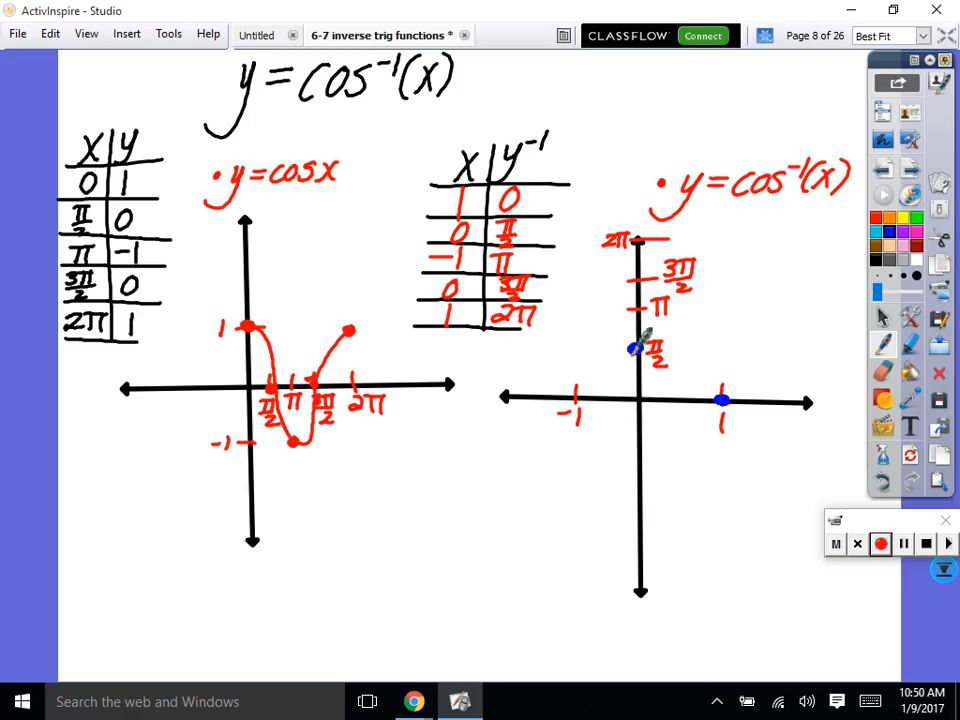 ActivInspire - Studio
File Edit View Insert Tools Help
Untitled
6-7 inverse trig functions *
CLASSFLOW Connect
Page 8 of 26
Best Fit
y = cos⁻¹(x)
x y
0 1
π/2 0
π -1
3π/2 0
2π 1
• y = cosx
1
π/2 π 3π/2 2π
-1
x y⁻¹
1 0
0 π/2
-1 π
0 3π/2
1 2π
• y = cos⁻¹(x)
2π
3π/2
π
π/2
-1 1
T
M
Search the web and Windows
10:50 AM
1/9/2017